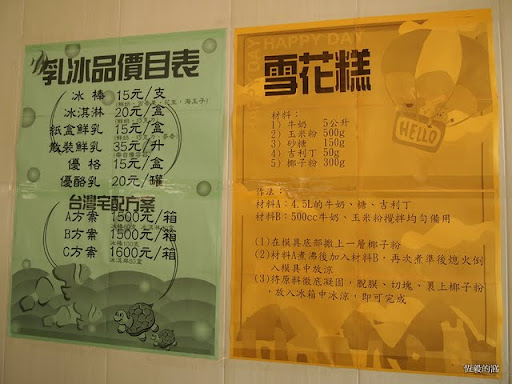 乳冰品價目表
冰棒 15元/支
冰淇淋 20元/盒
紙盒鮮乳 15元/盒
散裝鮮乳 35元/升
優格 15元/盒
優酪乳 20元/罐
台灣宅配方案
A方案 1500元/箱
B方案 1500元/箱
C方案 1600元/箱
HAPPY DAY
雪花糕
HELLO
材料：
1) 牛奶 5公升
2) 玉米粉 500g
3) 砂糖 150g
4) 吉利丁 50g
5) 椰子粉 300g
作法：
材料A：4.5L的牛奶、糖、吉利丁
材料B：500cc牛奶、玉米粉攪拌均勻備用
(1)在模具底部撒上一層椰子粉
(2)材料A煮沸後加入材料B，再次煮準後熄火倒
入模具中放涼
(3)待原料徹底凝固，脫膜、切塊、裹上椰子粉
，放入冰箱中冰涼，即可完成
恆毅的窩